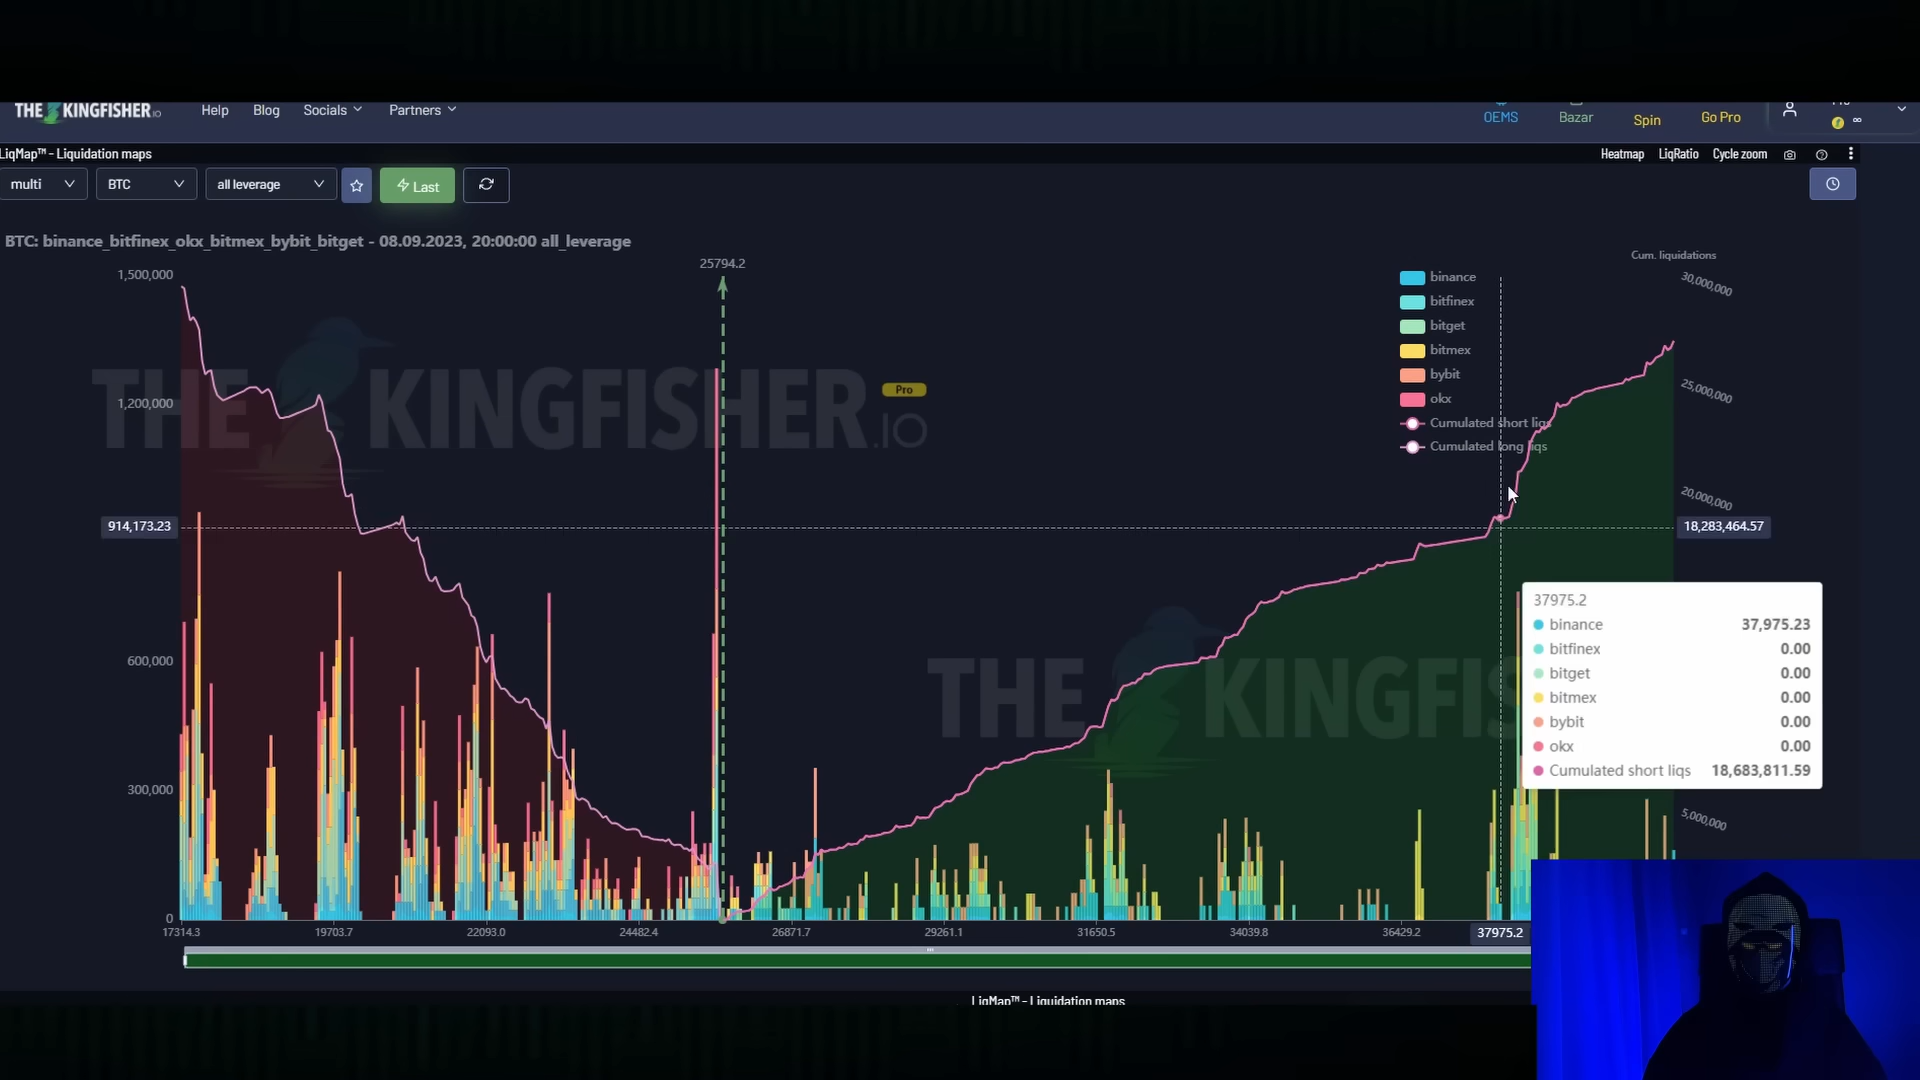 THE KINGFISHER.IO
Help Blog Socials Partners
OEMS Bazar Spin Go Pro
LiqMap™ - Liquidation maps
Heatmap LiqRatio Cycle zoom
multi BTC all leverage Last
BTC: binance_bitfinex_okx_bitmex_bybit_bitget - 08.09.2023, 20:00:00 all_leverage
Cum. liquidations
25794.2
1,500,000
1,200,000
914,173.23
600,000
300,000
0
THE KINGFISHER.io
Pro
binance
bitfinex
bitget
bitmex
bybit
okx
Cumulated short liqs
Cumulated long liqs
30,000,000
25,000,000
20,000,000
18,283,464.57
5,000,000
THE KINGFIS
37975.2
binance 37,975.23
bitfinex 0.00
bitget 0.00
bitmex 0.00
bybit 0.00
okx 0.00
Cumulated short liqs 18,683,811.59
17314.3 19703.7 22093.0 24482.4 26871.7 29261.1 31650.5 34039.8 36429.2 37975.2
LiqMap™ - Liquidation maps